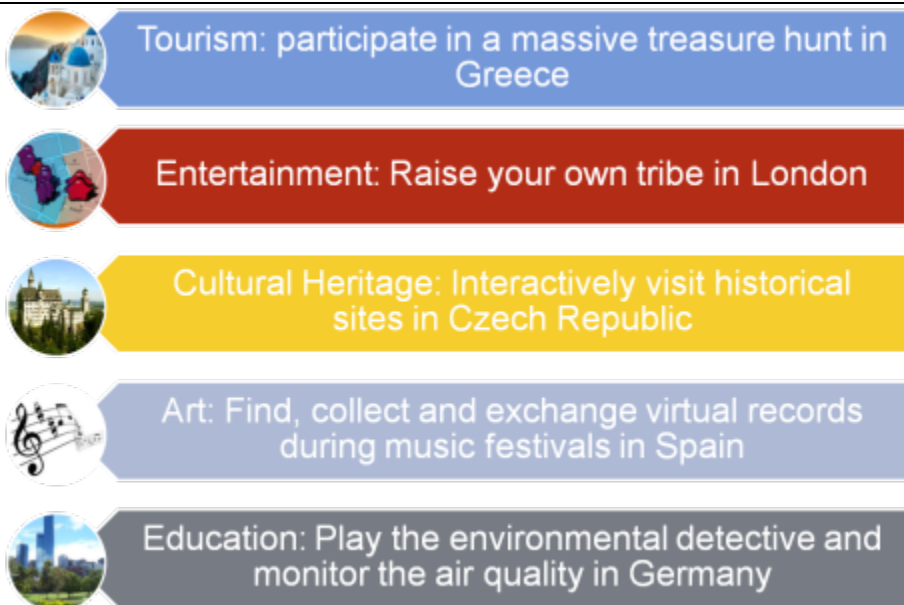 Tourism: participate in a massive treasure hunt in
Greece
Entertainment: Raise your own tribe in London
Cultural Heritage: Interactively visit historical
sites in Czech Republic
Art: Find, collect and exchange virtual records
during music festivals in Spain
Education: Play the environmental detective and
monitor the air quality in Germany